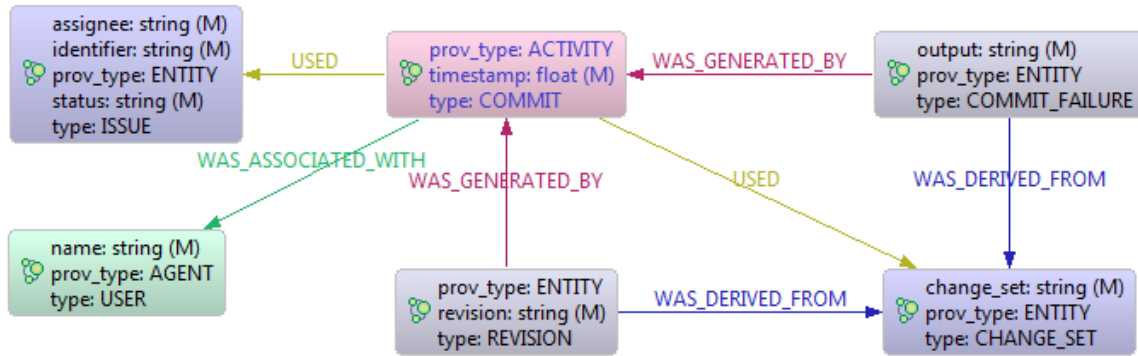 assignee: string (M)
identifier: string (M)
prov_type: ENTITY
status: string (M)
type: ISSUE
USED
prov_type: ACTIVITY
timestamp: float (M)
type: COMMIT
WAS_GENERATED_BY
output: string (M)
prov_type: ENTITY
type: COMMIT_FAILURE
WAS_ASSOCIATED_WITH
WAS_GENERATED_BY
USED
WAS_DERIVED_FROM
name: string (M)
prov_type: AGENT
type: USER
prov_type: ENTITY
revision: string (M)
type: REVISION
WAS_DERIVED_FROM
change_set: string (M)
prov_type: ENTITY
type: CHANGE_SET